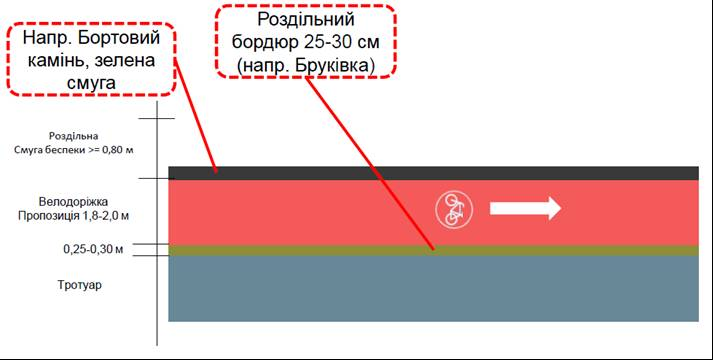 Напр. Бортовий
камінь, зелена
смуга
Роздільний
бордюр 25-30 см
(напр. Бруківка)
Роздільна
Смуга беспеки >= 0,80 м
Велодоріжка
Пропозиція 1,8-2,0 м
0,25-0,30 м
Тротуар